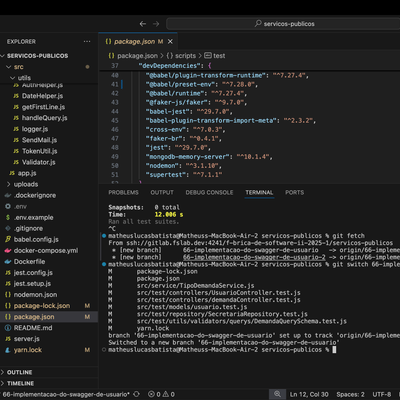 servicos-publicos
EXPLORER
SERVICOS-PUBLICOS
src
utils
AuthHelper.js
DateHelper.js
getFirstLine.js
handleQuery.js
logger.js
SendMail.js
TokenUtil.js
Validator.js
app.js
uploads
.dockerignore
.env
.env.example
.gitignore
babel.config.js
docker-compose.yml
Dockerfile
jest.config.js
jest.setup.js
nodemon.json
package-lock.json M
package.json M
README.md
server.js
yarn.lock M
OUTLINE
TIMELINE
package.json M
package.json > scripts > test
37 "devDependencies": {
40 "@babel/plugin-transform-runtime": "^7.27.4",
41 "@babel/preset-env": "^7.28.0",
42 "@babel/runtime": "^7.27.4",
43 "@faker-js/faker": "^9.7.0",
44 "babel-jest": "^29.7.0",
45 "babel-plugin-transform-import-meta": "^2.3.2",
46 "cross-env": "^7.0.3",
47 "faker-br": "^0.4.1",
48 "jest": "^29.7.0",
49 "mongodb-memory-server": "^10.1.4",
50 "nodemon": "^3.1.10",
51 "supertest": "^7.1.1"
PROBLEMS OUTPUT DEBUG CONSOLE TERMINAL PORTS
Snapshots: 0 total
Time: 12.006 s
Ran all test suites.
^C
matheuslucasbatista@Matheuss-MacBook-Air-2 servicos-publicos % git fetch
From ssh://gitlab.fslab.dev:4241/f-brica-de-software-ii-2025-1/servicos-publicos
* [new branch] 66-implementacao-do-swagger-de-usuario -> origin/66-implemen
* [new branch] 66-implementacao-do-swagger-de-usuario-2 -> origin/66-implem
matheuslucasbatista@Matheuss-MacBook-Air-2 servicos-publicos % git switch 66-imple
M package-lock.json
M package.json
M src/service/TipoDemandaService.js
M src/test/controllers/UsuarioController.test.js
M src/test/controllers/demandaController.test.js
M src/test/models/usuario.test.js
M src/test/repository/SecretariaRepository.test.js
M src/test/utils/validators/querys/DemandaQuerySchema.test.js
M yarn.lock
branch '66-implementacao-do-swagger-de-usuario' set up to track 'origin/66-implem
Switched to a new branch '66-implementacao-do-swagger-de-usuario'
matheuslucasbatista@Matheuss-MacBook-Air-2 servicos-publicos %
66-implementacao-do-swagger-de-usuario* 0 0 Ln 12, Col 30 Spaces: 2 UTF-8